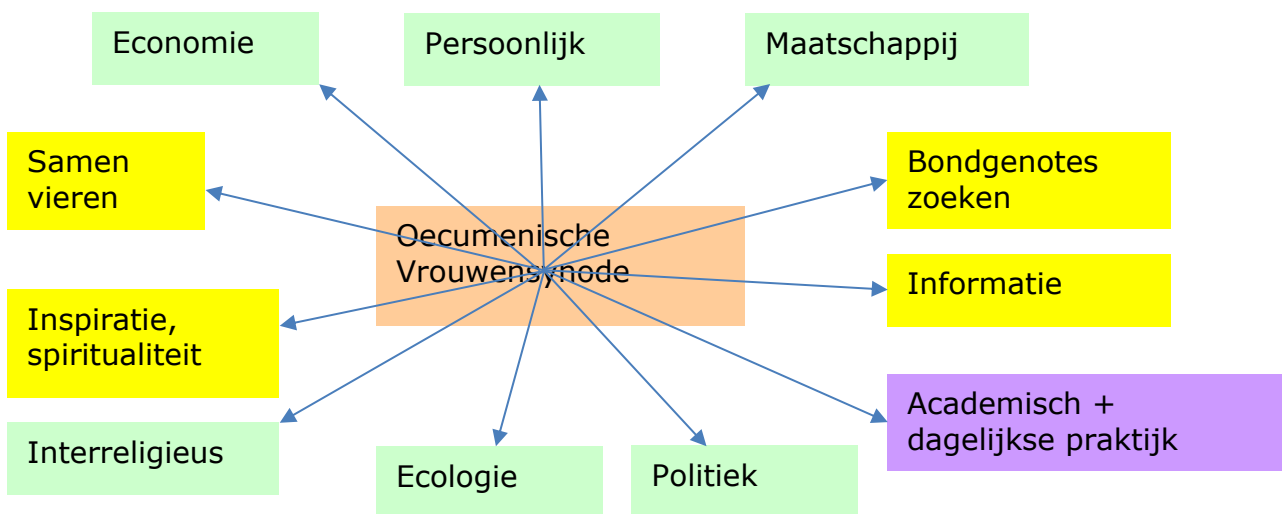 Economie
Persoonlijk
Maatschappij
Samen
vieren
Bondgenotes
zoeken
Oecumenische
Vrouwensynode
Informatie
Inspiratie,
spiritualiteit
Academisch +
dagelijkse praktijk
Interreligieus
Ecologie
Politiek